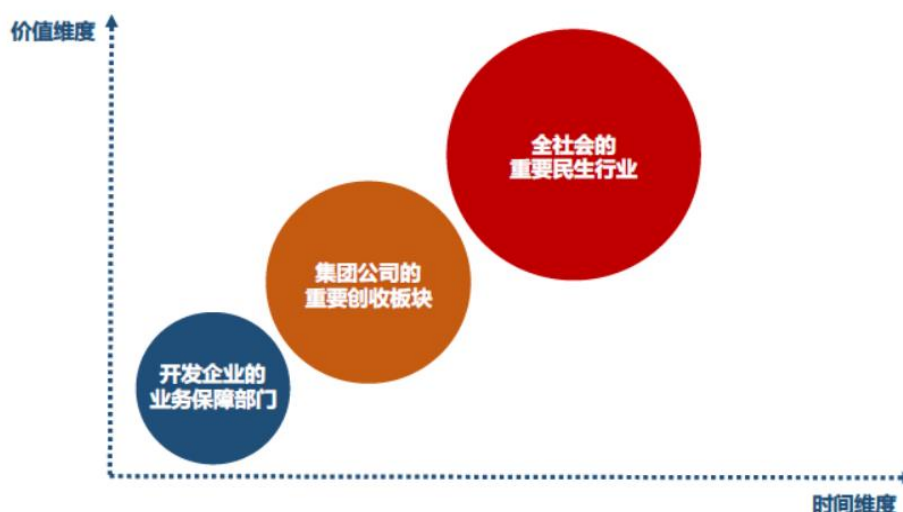 价值维度
全社会的
重要民生行业
集团公司的
重要创收板块
开发企业的
业务保障部门
时间维度